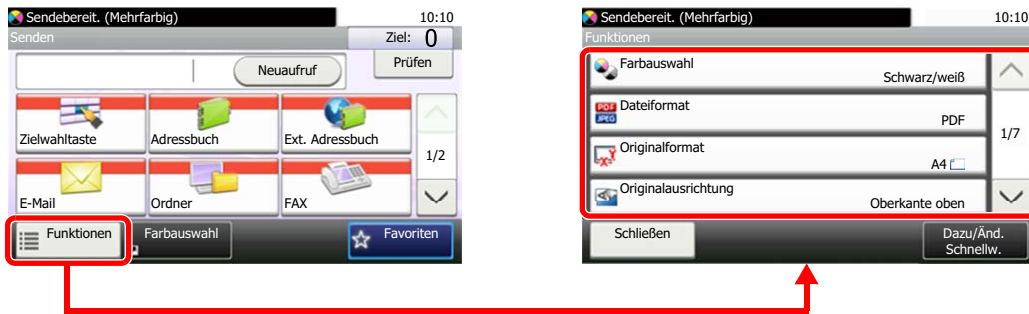 Sendebereit. (Mehrfarbig)
10:10
Senden
Ziel: 0
Neuaufruf
Prüfen
Zielwahltaste
Adressbuch
Ext. Adressbuch
1/2
E-Mail
Ordner
FAX
Funktionen
Farbauswahl
Favoriten
Sendebereit. (Mehrfarbig)
10:10
Funktionen
Farbauswahl
Schwarz/weiß
PDF
JPEG
Dateiformat
PDF
1/7
Originalformat
A4
Originalausrichtung
Oberkante oben
Schließen
Dazu/Änd.
Schnellw.